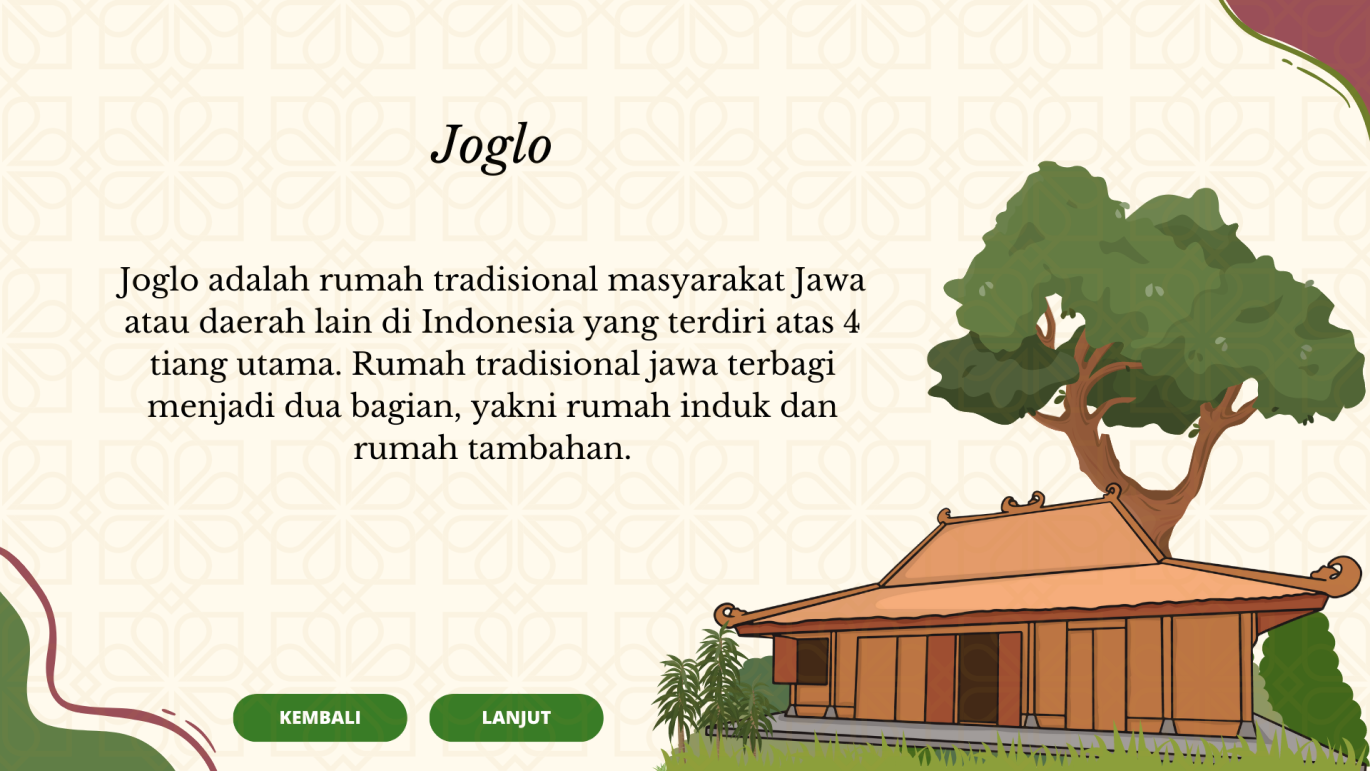 Joglo
Joglo adalah rumah tradisional masyarakat Jawa
atau daerah lain di Indonesia yang terdiri atas 4
tiang utama. Rumah tradisional jawa terbagi
menjadi dua bagian, yakni rumah induk dan
rumah tambahan.
KEMBALI
LANJUT